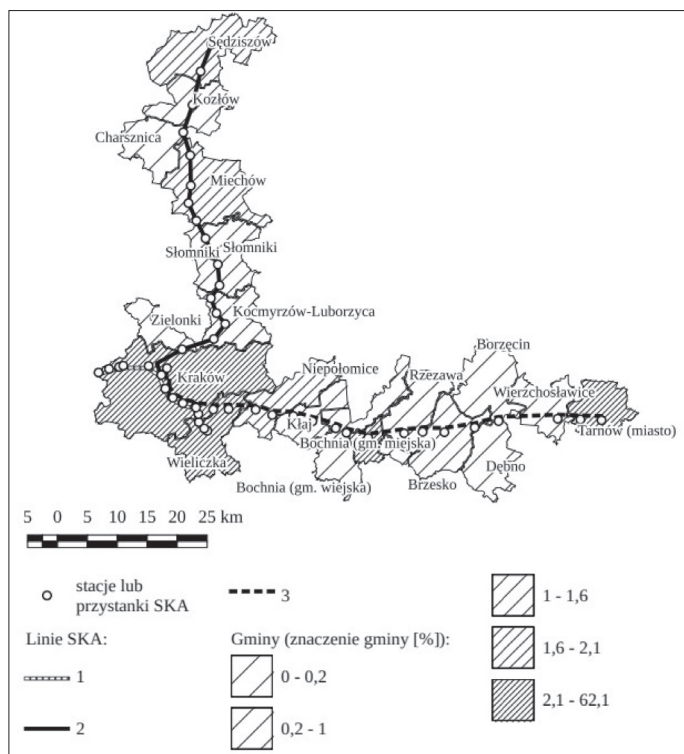 Sędziszów
Kozłów
Charsznica
Miechów
Słomniki
Słomniki
Kocmyrzów-Luborzyca
Zielonki
Borzęcin
Kraków
Niepołomice
Rzezawa
Wierzchosławice
Kłaj
Tarnów (miasto)
Bochnia (gm. miejska)
Wieliczka
Dębno
Bochnia (gm. wiejska)
Brzesko
5 0 5 10 15 20 25 km
stacje lub
przystanki SKA
3
1 - 1,6
Linie SKA:
Gminy (znaczenie gminy [%]):
1,6 - 2,1
1
0 - 0,2
2,1 - 62,1
2
0,2 - 1